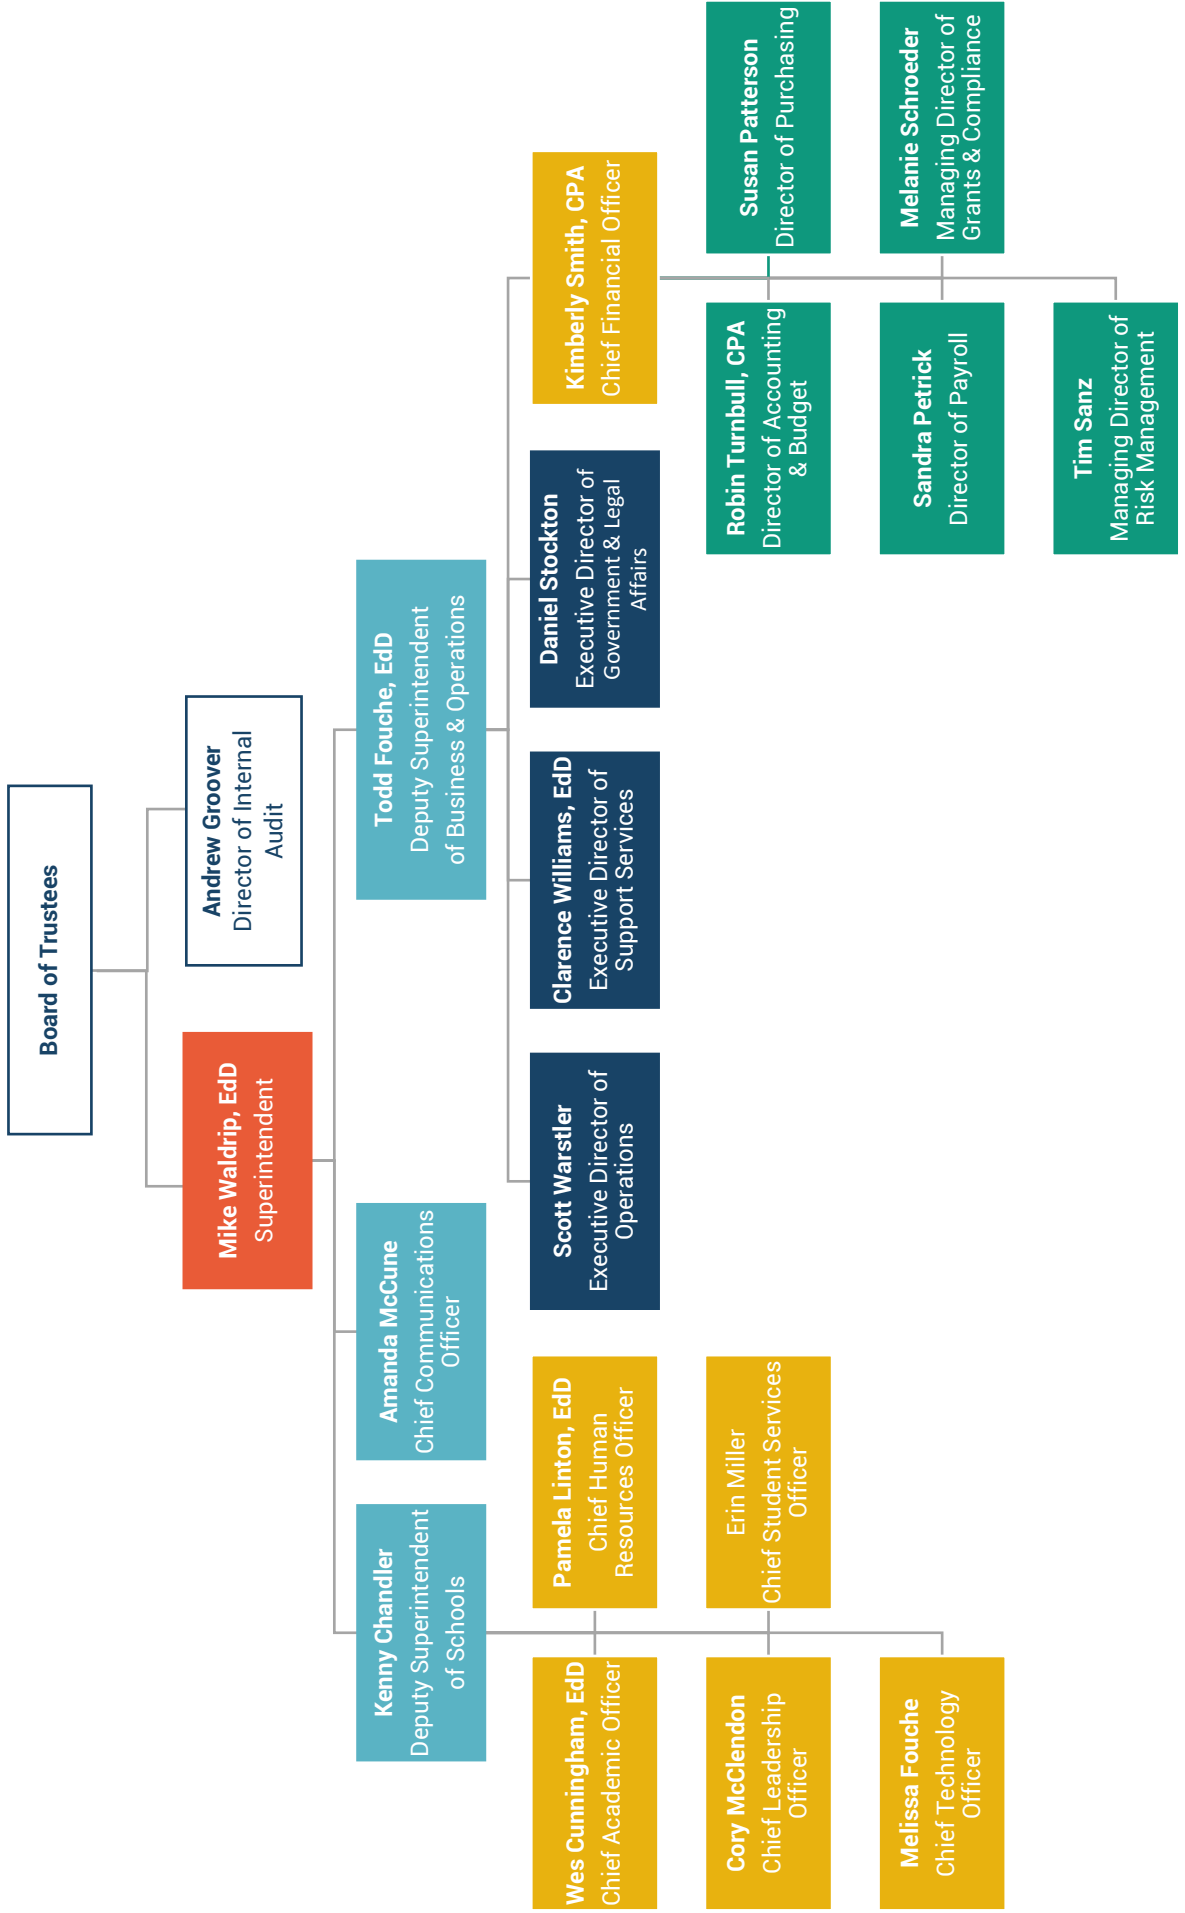 Board of Trustees
Mike Waldrip, EdD
Superintendent
Andrew Groover
Director of Internal
Audit
Kenny Chandler
Deputy Superintendent
of Schools
Amanda McCune
Chief Communications
Officer
Todd Fouche, EdD
Deputy Superintendent
of Business & Operations
Wes Cunningham, EdD
Chief Academic Officer
Pamela Linton, EdD
Chief Human
Resources Officer
Scott Warstler
Executive Director of
Operations
Clarence Williams, EdD
Executive Director of
Support Services
Daniel Stockton
Executive Director of
Government & Legal
Affairs
Kimberly Smith, CPA
Chief Financial Officer
Cory McClendon
Chief Leadership
Officer
Erin Miller
Chief Student Services
Officer
Robin Turnbull, CPA
Director of Accounting
& Budget
Susan Patterson
Director of Purchasing
Melissa Fouche
Chief Technology
Officer
Sandra Petrick
Director of Payroll
Melanie Schroeder
Managing Director of
Grants & Compliance
Tim Sanz
Managing Director of
Risk Management